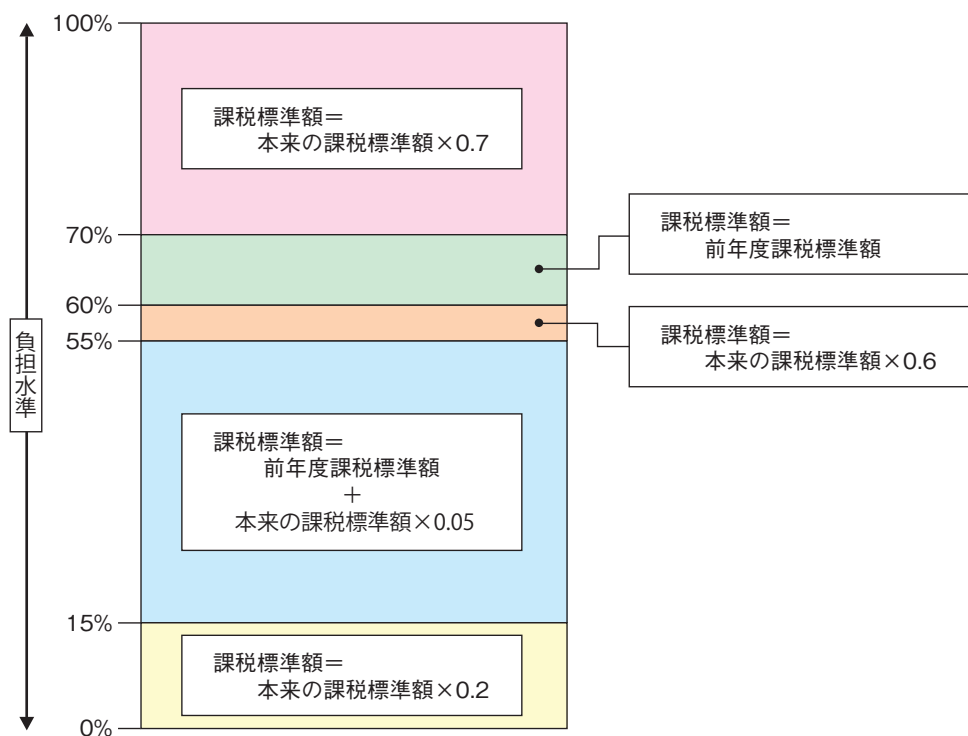 100%
課税標準額＝
本来の課税標準額×0.7
70%
課税標準額＝
前年度課税標準額
60%
課税標準額＝
本来の課税標準額×0.6
55%
負担水準
課税標準額＝
前年度課税標準額
＋
本来の課税標準額×0.05
15%
課税標準額＝
本来の課税標準額×0.2
0%